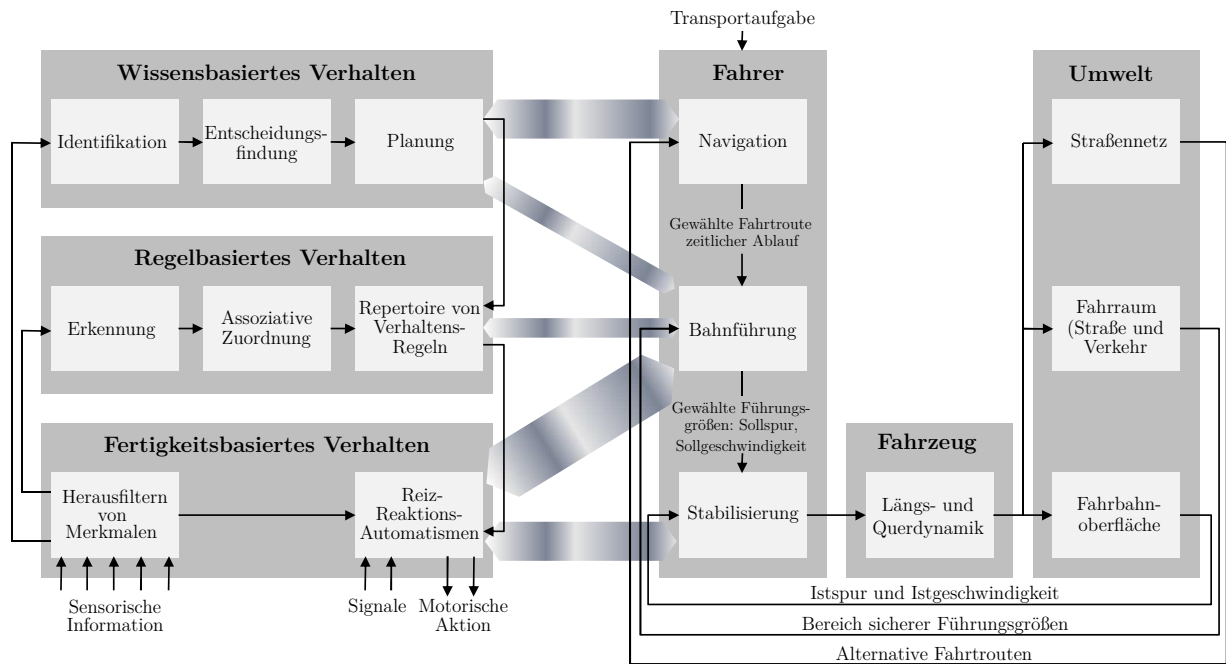 Transportaufgabe
Wissensbasiertes Verhalten
Identifikation
Entscheidungs-
findung
Planung
Regelbasiertes Verhalten
Erkennung
Assoziative
Zuordnung
Repertoire von
Verhaltens-
Regeln
Fertigkeitsbasiertes Verhalten
Herausfiltern
von
Merkmalen
Reiz-
Reaktions-
Automatismen
Sensorische
Information
Signale
Motorische
Aktion
Fahrer
Navigation
Gewählte Fahrtroute
zeitlicher Ablauf
Bahnführung
Gewählte Führungs-
größen: Sollspur,
Sollgeschwindigkeit
Stabilisierung
Fahrzeug
Längs- und
Querdynamik
Umwelt
Straßennetz
Fahrraum
(Straße und
Verkehr
Fahrbahn-
oberfläche
Istspur und Istgeschwindigkeit
Bereich sicherer Führungsgrößen
Alternative Fahrtrouten